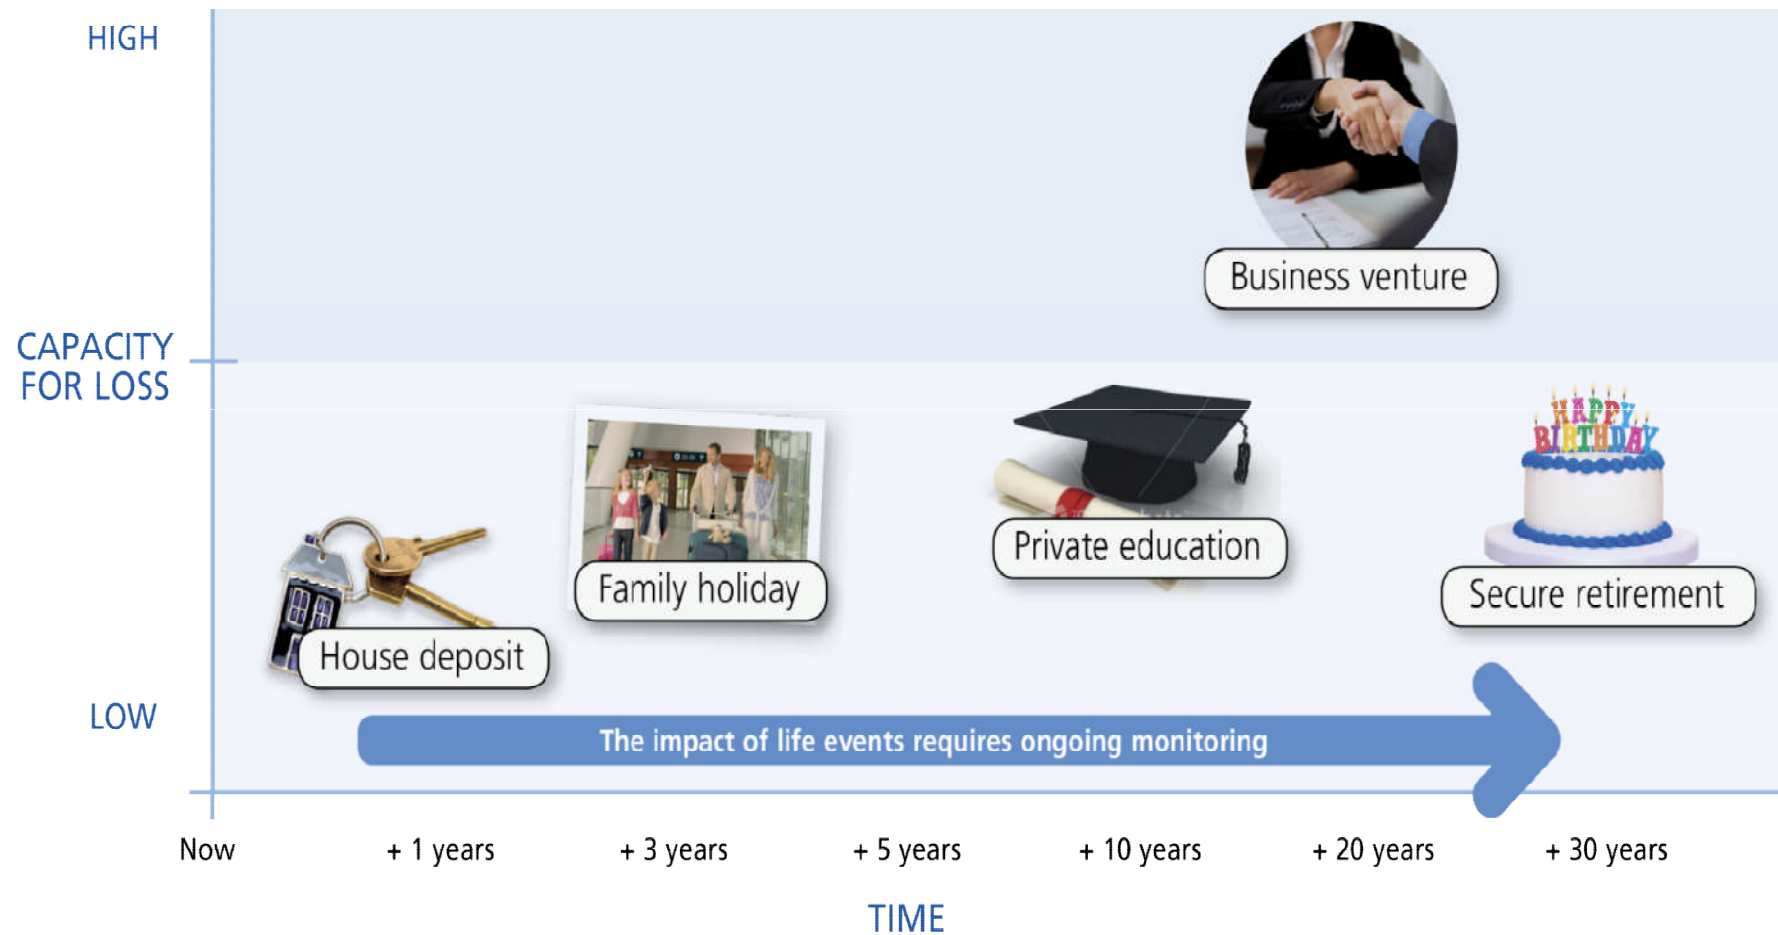 HIGH
Business venture
CAPACITY
FOR LOSS
HAPPY
BIRTHDAY
Private education
Family holiday
Secure retirement
House deposit
LOW
The impact of life events requires ongoing monitoring
Now
+ 1 years
+ 3 years
+ 5 years
+ 10 years
+ 20 years
+ 30 years
TIME